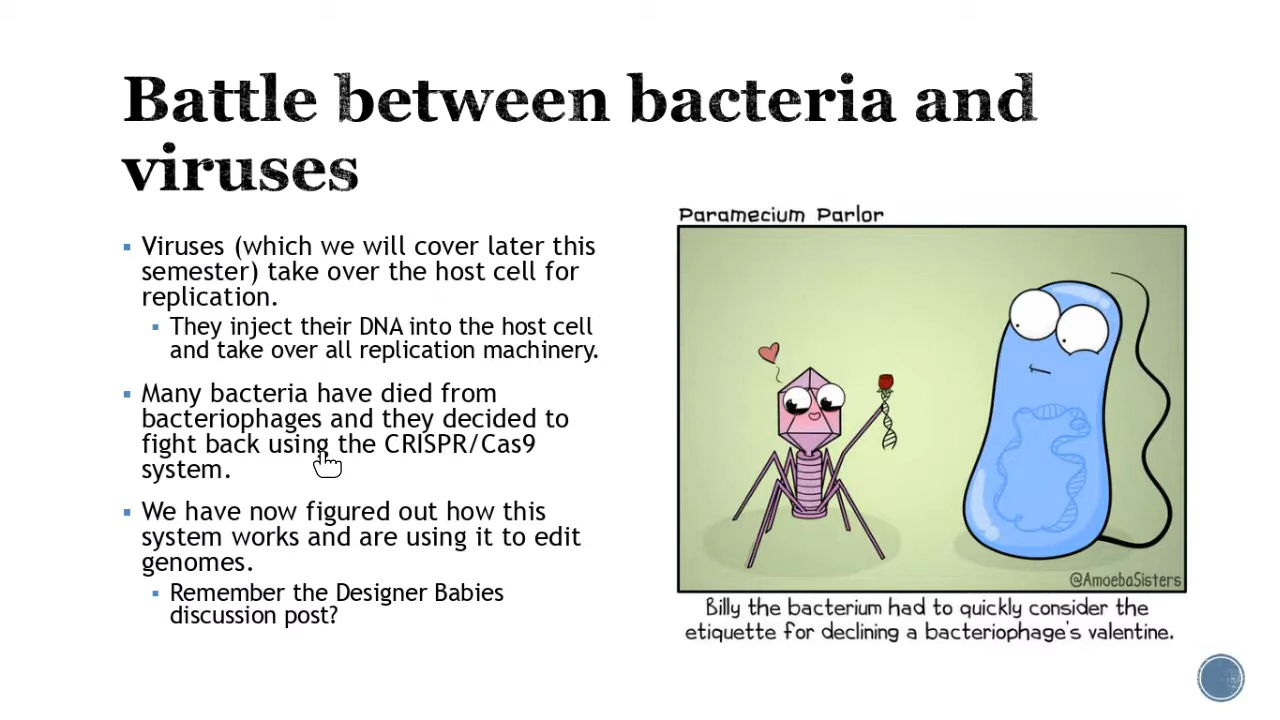 Battle between bacteria and
viruses
▪ Viruses (which we will cover later this
semester) take over the host cell for
replication.
▪ They inject their DNA into the host cell
and take over all replication machinery.
▪ Many bacteria have died from
bacteriophages and they decided to
fight back using the CRISPR/Cas9
system.
▪ We have now figured out how this
system works and are using it to edit
genomes.
▪ Remember the Designer Babies
discussion post?
Paramecium Parlor
@AmoebaSisters
Billy the bacterium had to quickly consider the
etiquette for declining a bacteriophage's valentine.